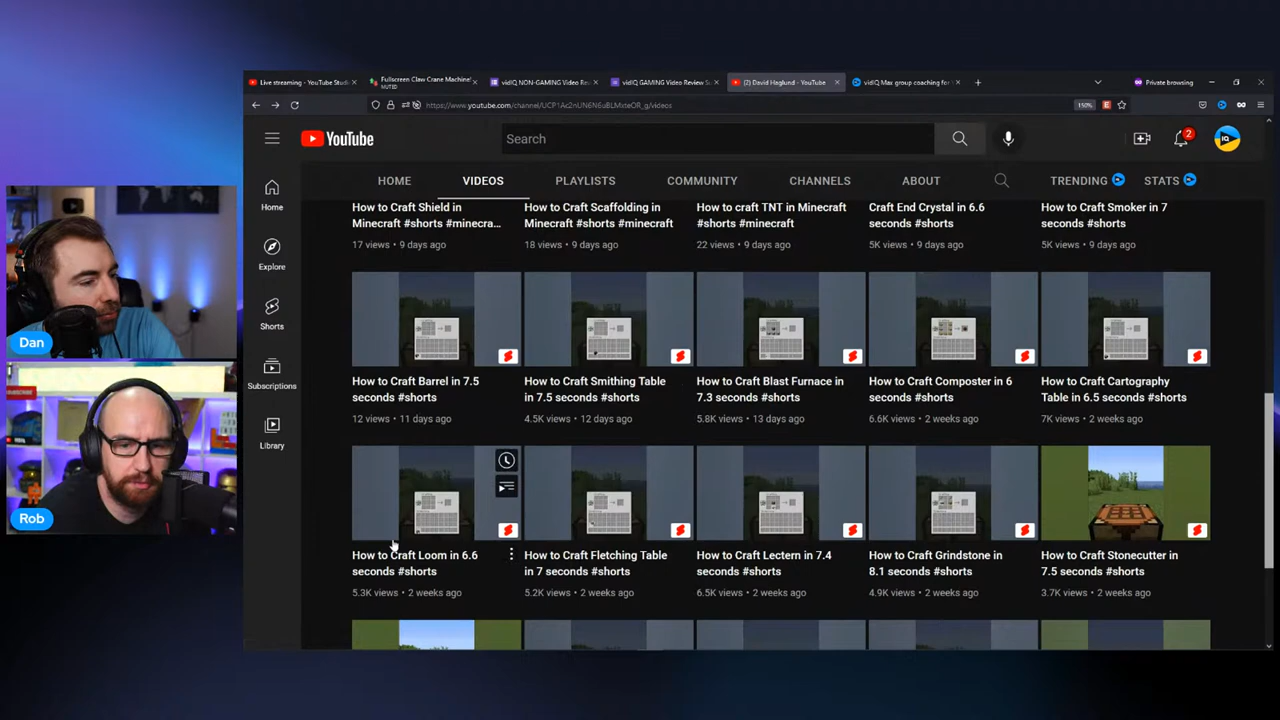 Live streaming - YouTube Studi
Fullscreen Claw Crane Machine!
MUTED
vidIQ NON-GAMING Video Re
vidIQ GAMING Video Review S
(2) David Haglund - YouTube
vidIQ Max group coaching for
Private browsing
150%
YouTube
Search
2
IQ
HOME
VIDEOS
PLAYLISTS
COMMUNITY
CHANNELS
ABOUT
TRENDING
STATS
Home
Explore
Shorts
Subscriptions
Library
How to Craft Shield in
Minecraft #shorts #minecra...
17 views • 9 days ago
How to Craft Scaffolding in
Minecraft #shorts #minecraft
18 views • 9 days ago
How to craft TNT in Minecraft
#shorts #minecraft
22 views • 9 days ago
Craft End Crystal in 6.6
seconds #shorts
5K views • 9 days ago
How to Craft Smoker in 7
seconds #shorts
5K views • 9 days ago
How to Craft Barrel in 7.5
seconds #shorts
12 views • 11 days ago
How to Craft Smithing Table
in 7.5 seconds #shorts
4.5K views • 12 days ago
How to Craft Blast Furnace in
7.3 seconds #shorts
5.8K views • 13 days ago
How to Craft Composter in 6
seconds #shorts
6.6K views • 2 weeks ago
How to Craft Cartography
Table in 6.5 seconds #shorts
7K views • 2 weeks ago
How to Craft Loom in 6.6
seconds #shorts
5.3K views • 2 weeks ago
How to Craft Fletching Table
in 7 seconds #shorts
5.2K views • 2 weeks ago
How to Craft Lectern in 7.4
seconds #shorts
6.5K views • 2 weeks ago
How to Craft Grindstone in
8.1 seconds #shorts
4.9K views • 2 weeks ago
How to Craft Stonecutter in
7.5 seconds #shorts
3.7K views • 2 weeks ago
Dan
Rob